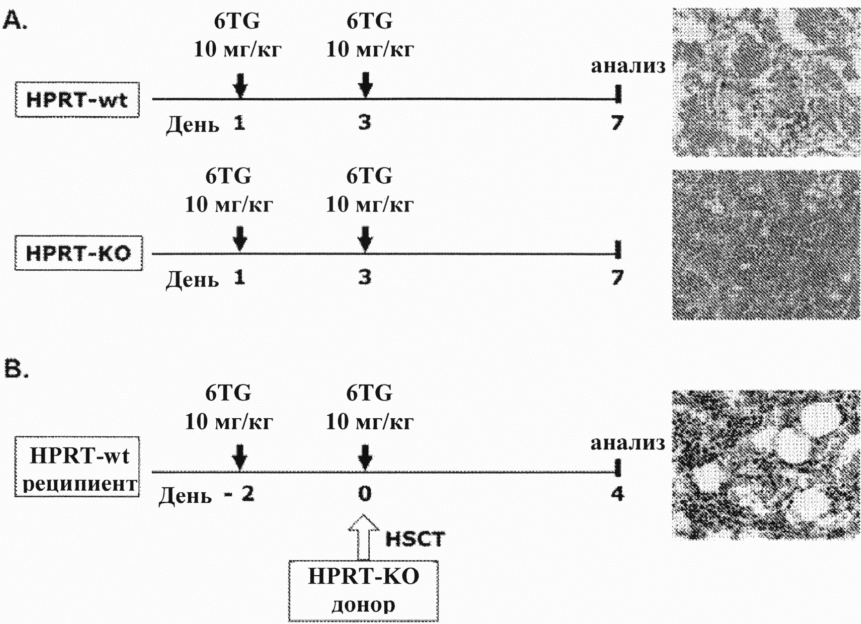 A.
6TG 6TG
10 мг/кг 10 мг/кг
анализ
HPRT-wt
День 1 3 7
6TG 6TG
10 мг/кг 10 мг/кг
HPRT-KO
День 1 3 7
B.
6TG 6TG
10 мг/кг 10 мг/кг
анализ
HPRT-wt
реципиент
День - 2 0 4
HSCT
HPRT-KO
донор